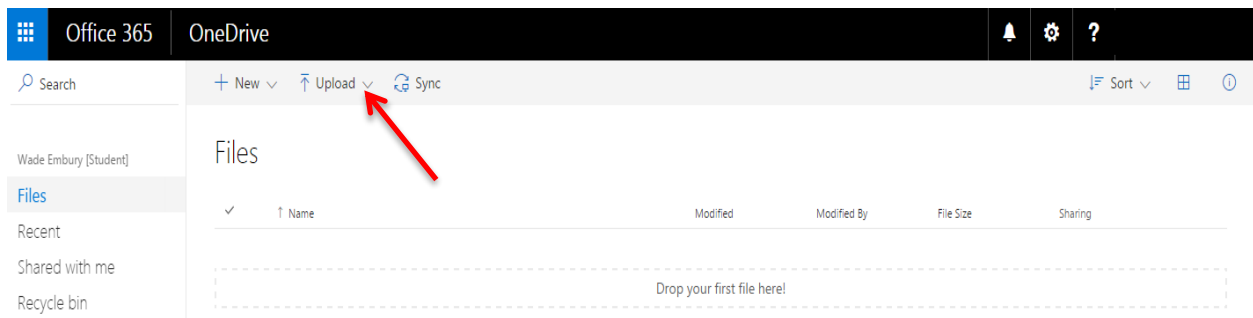 Office 365 OneDrive ?
Search + New Upload Sync Sort
Wade Embury [Student]
Files
Recent
Shared with me
Recycle bin
Files
↑ Name Modified Modified By File Size Sharing
Drop your first file here!